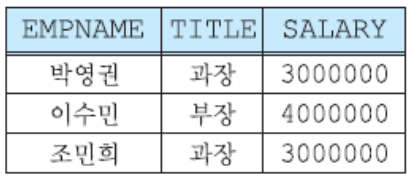 EMPNAME TITLE SALARY
박영권 과장 3000000
이수민 부장 4000000
조민희 과장 3000000